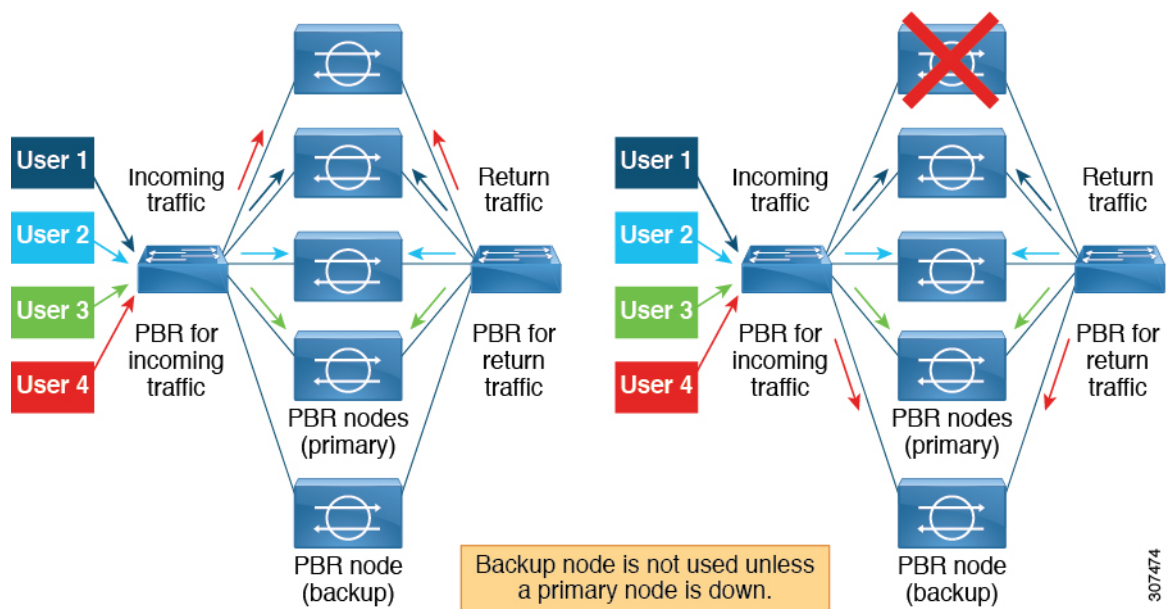 User 1
User 2
User 3
User 4
Incoming
traffic
Return
traffic
PBR for
incoming
traffic
PBR for
return
traffic
PBR nodes
(primary)
PBR node
(backup)
User 1
User 2
User 3
User 4
Incoming
traffic
Return
traffic
PBR for
incoming
traffic
PBR for
return
traffic
PBR nodes
(primary)
PBR node
(backup)
Backup node is not used unless
a primary node is down.
307474